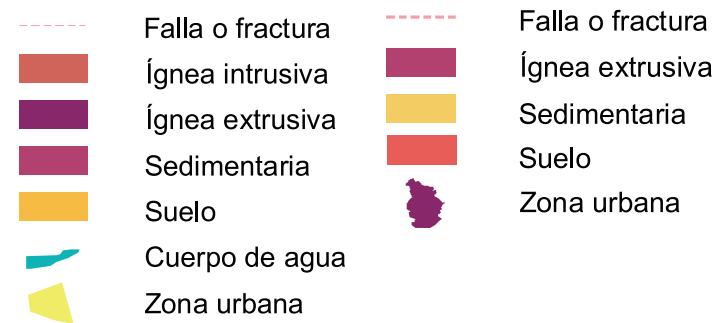 Falla o fractura
Ígnea intrusiva
Ígnea extrusiva
Sedimentaria
Suelo
Cuerpo de agua
Zona urbana
Falla o fractura
Ígnea extrusiva
Sedimentaria
Suelo
Zona urbana